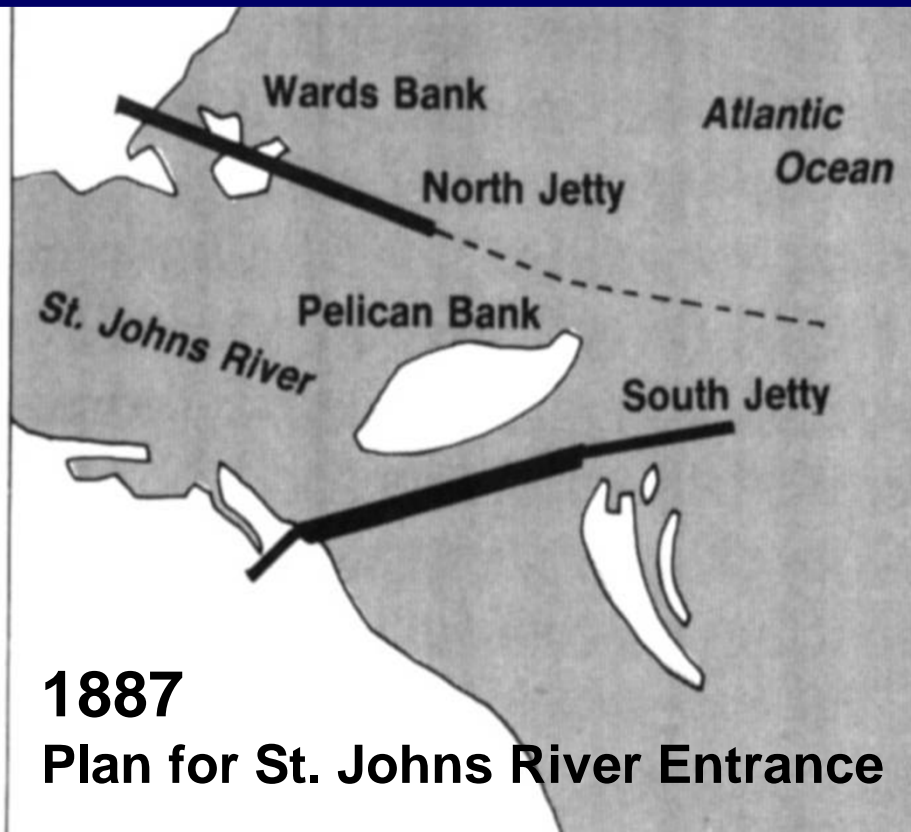 Wards Bank
Atlantic
Ocean
North Jetty
Pelican Bank
St. Johns River
South Jetty
1887
Plan for St. Johns River Entrance